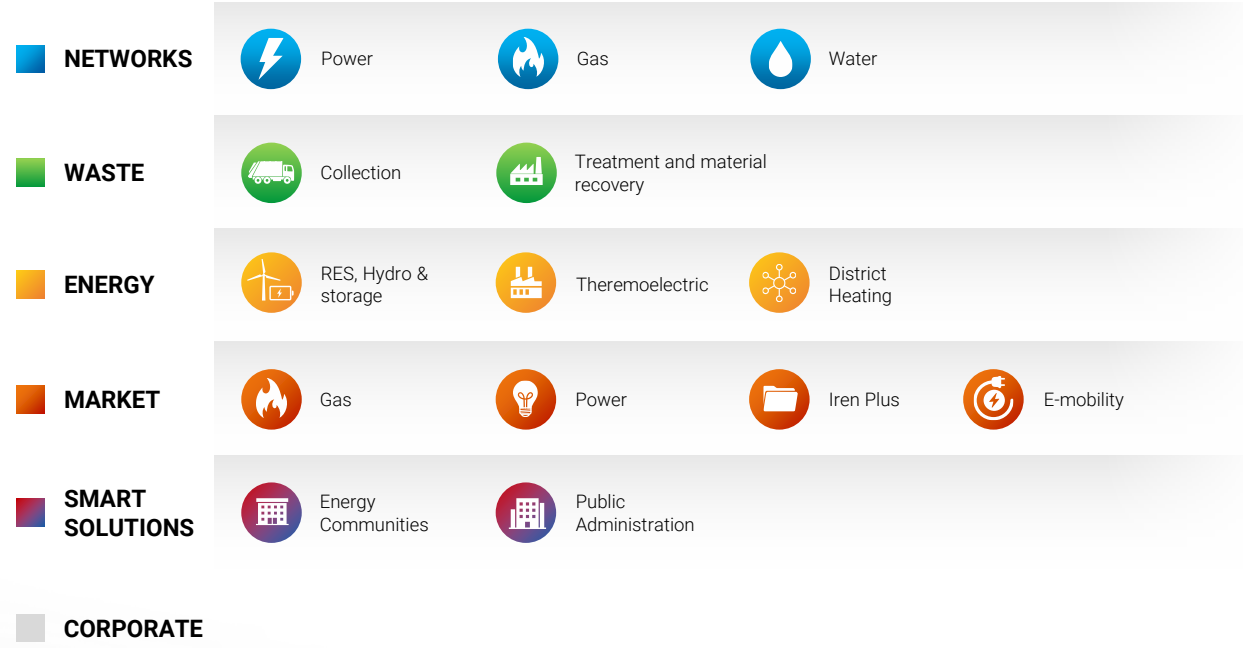 NETWORKS
Power
Gas
Water
WASTE
Collection
Treatment and material
recovery
ENERGY
RES, Hydro &
storage
Theremoelectric
District
Heating
MARKET
Gas
Power
Iren Plus
E-mobility
SMART
SOLUTIONS
Energy
Communities
Public
Administration
CORPORATE